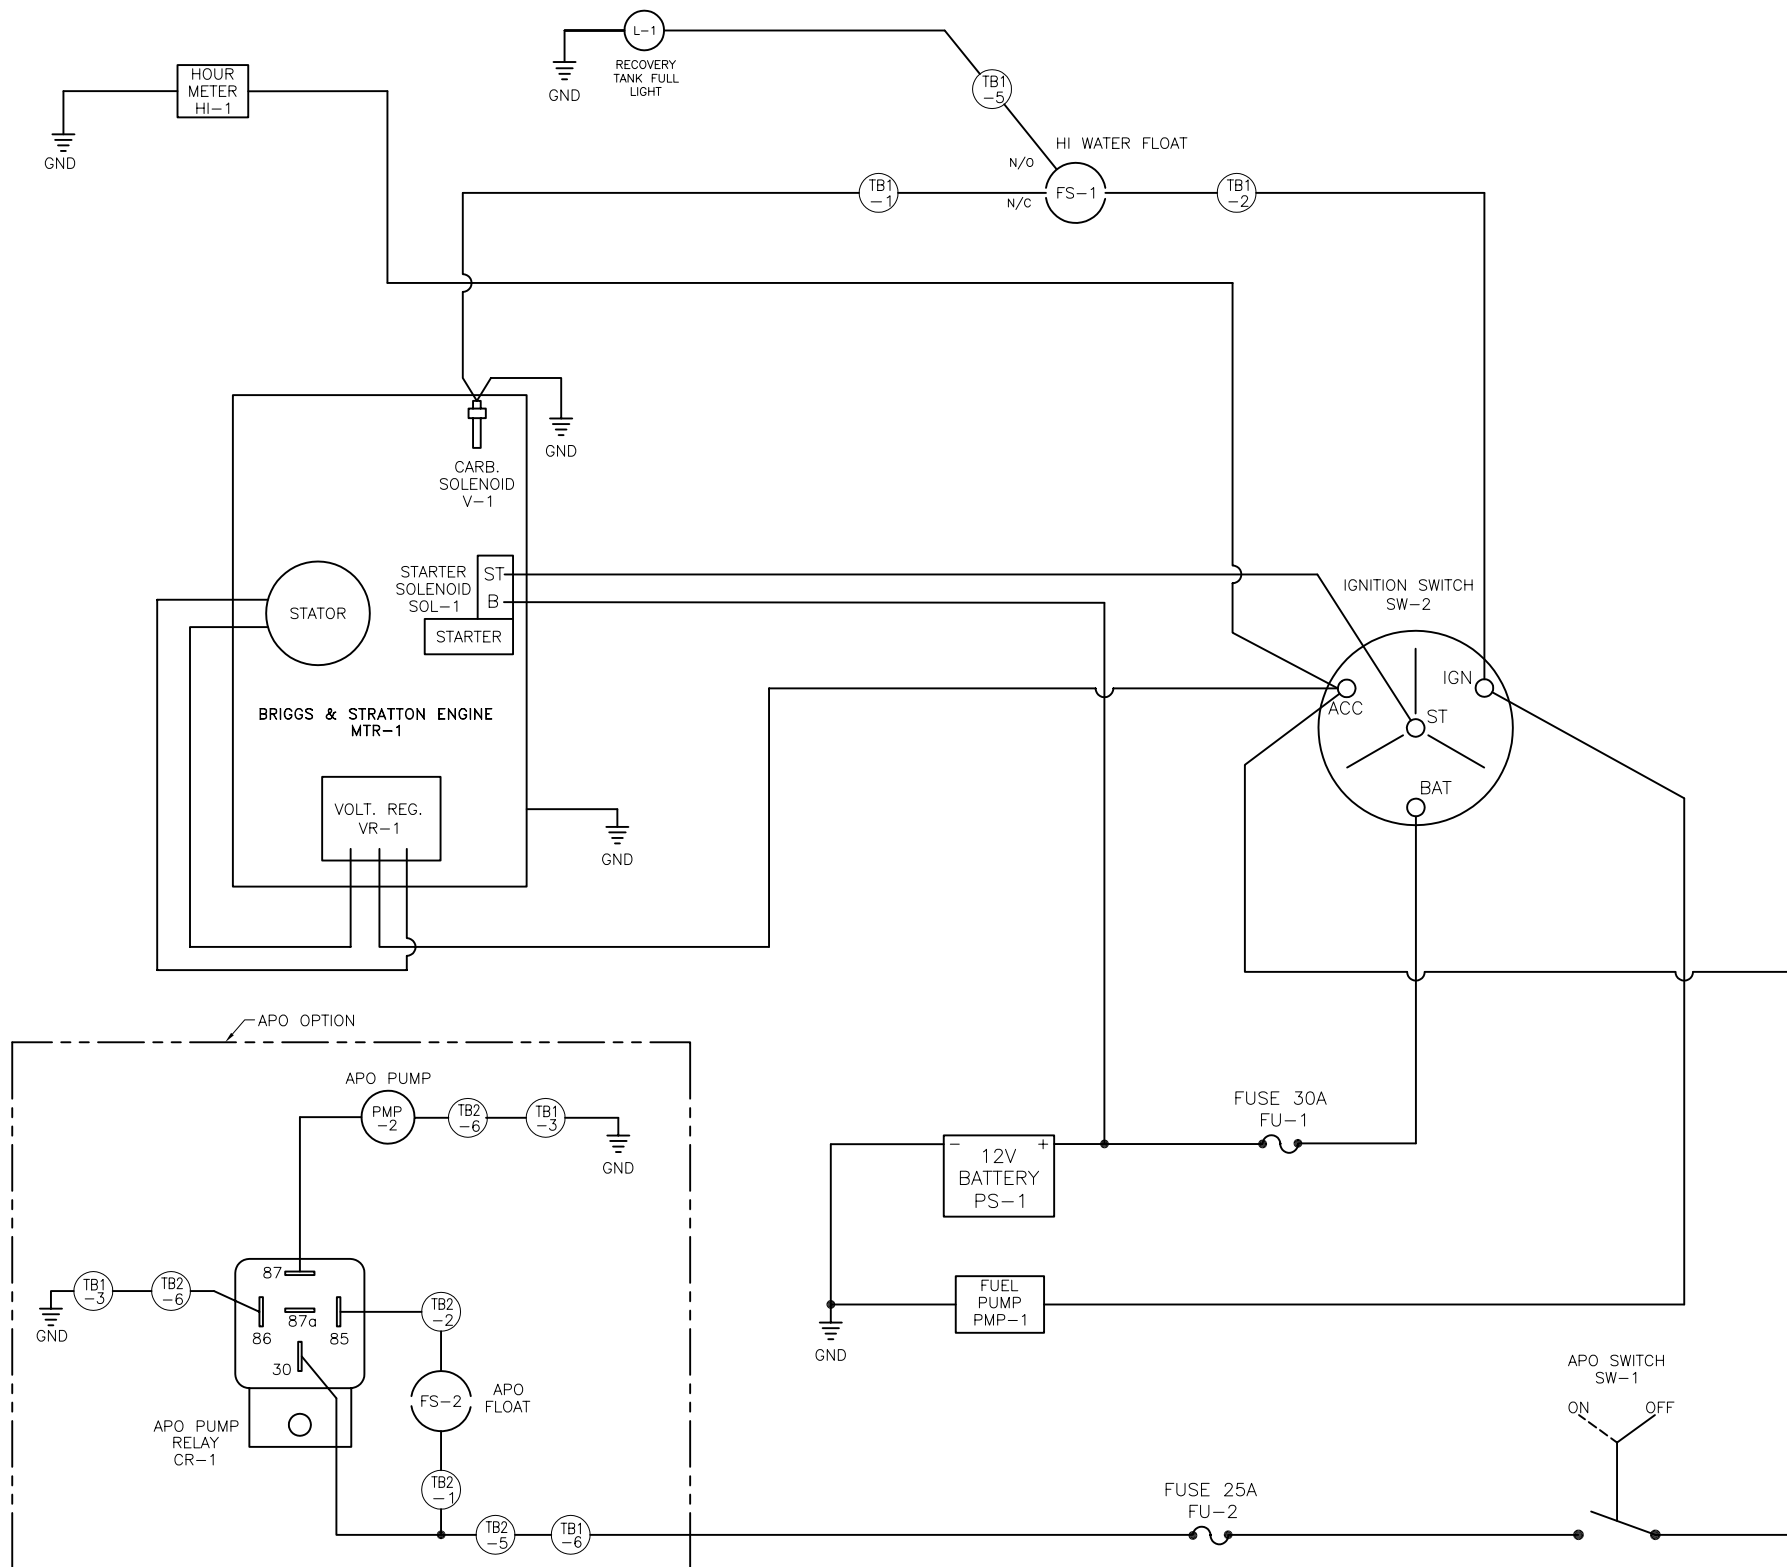 L-1
RECOVERY
TANK FULL
LIGHT
GND
HOUR
METER
HI-1
GND
TB1
-5
HI WATER FLOAT
N/O
N/C
TB1
-1
FS-1
TB1
-2
GND
CARB.
SOLENOID
V-1
STARTER
SOLENOID
SOL-1
ST
B
STARTER
STATOR
BRIGGS & STRATTON ENGINE
MTR-1
VOLT. REG.
VR-1
GND
IGNITION SWITCH
SW-2
IGN
ACC
ST
BAT
APO OPTION
APO PUMP
PMP
-2
TB2
-6
TB1
-3
GND
FUSE 30A
FU-1
- +
12V
BATTERY
PS-1
FUEL
PUMP
PMP-1
GND
TB1
-3
TB2
-6
GND
87
87a
86
85
30
TB2
-2
FS-2
APO
FLOAT
APO PUMP
RELAY
CR-1
TB2
-1
TB2
-5
TB1
-6
FUSE 25A
FU-2
APO SWITCH
SW-1
ON OFF